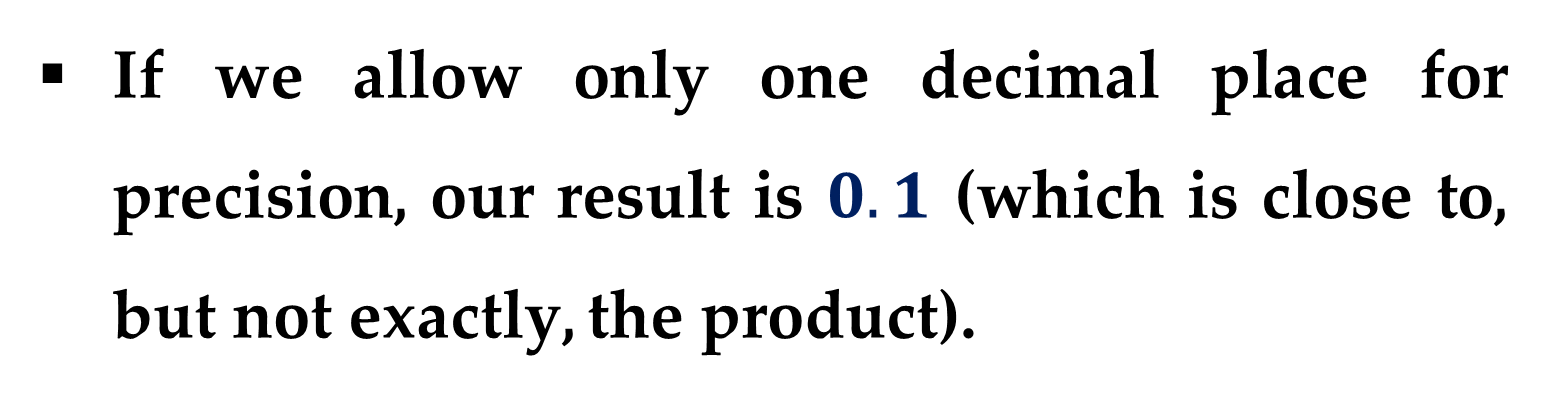 ▪ If we allow only one decimal place for
precision, our result is 0.1 (which is close to,
but not exactly, the product).